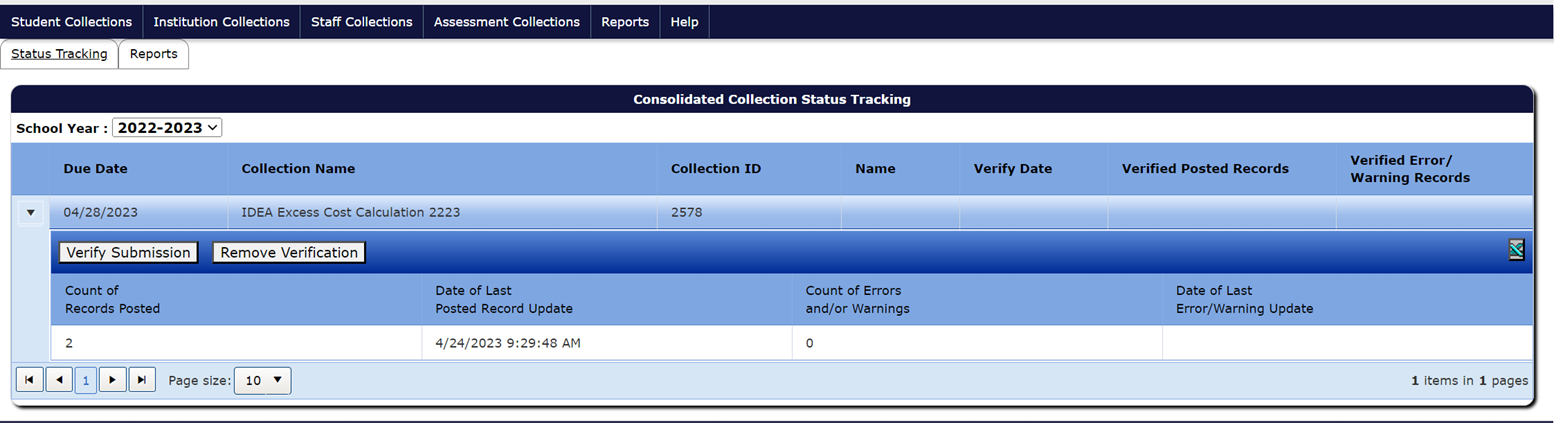 Student Collections Institution Collections Staff Collections Assessment Collections Reports Help
Status Tracking Reports
Consolidated Collection Status Tracking
School Year : 2022-2023
Due Date Collection Name Collection ID Name Verify Date Verified Posted Records Verified Error/
Warning Records
04/28/2023 IDEA Excess Cost Calculation 2223 2578
Verify Submission Remove Verification
Count of Date of Last Count of Errors Date of Last
Records Posted Posted Record Update and/or Warnings Error/Warning Update
2 4/24/2023 9:29:48 AM 0
1 Page size: 10 1 items in 1 pages